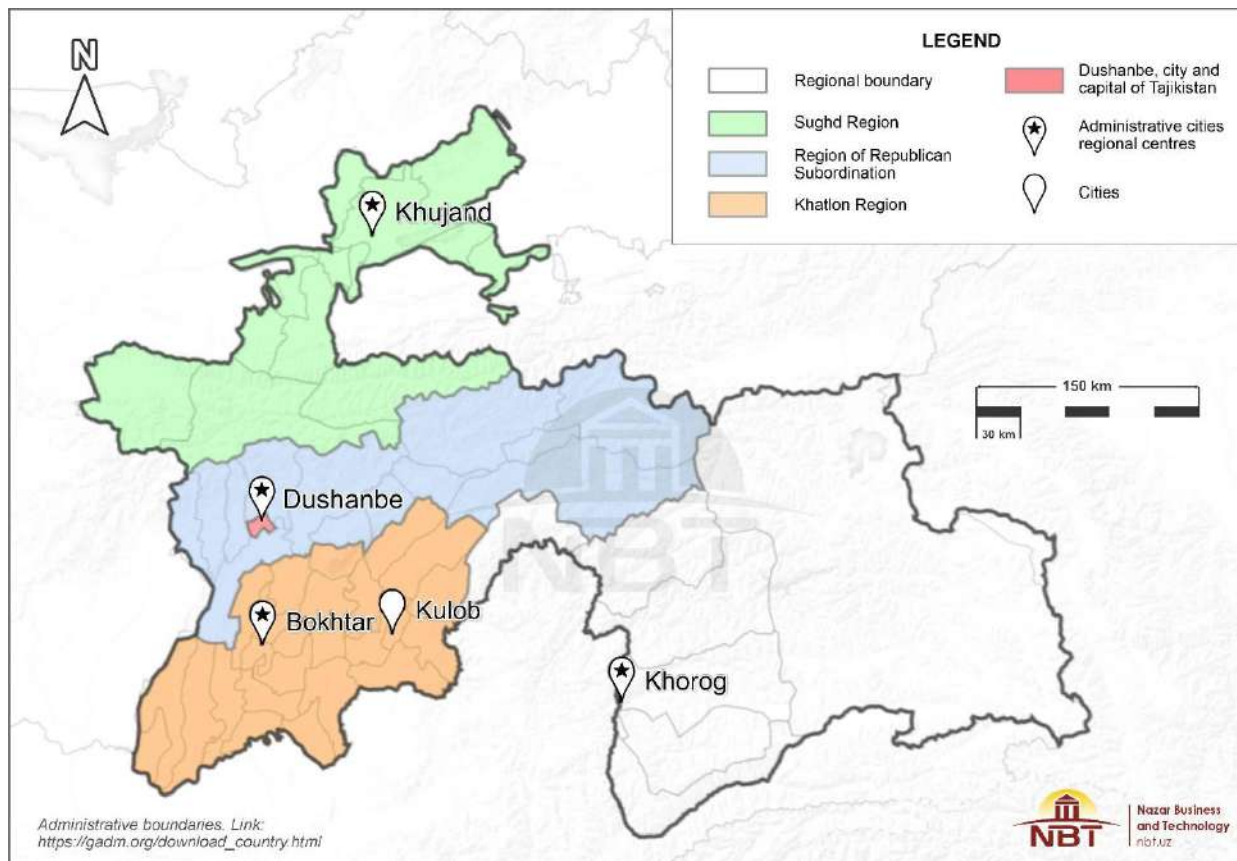 N
LEGEND
Regional boundary
Sughd Region
Region of Republican
Subordination
Khatlon Region
Dushanbe, city and
capital of Tajikistan
Administrative cities
regional centres
Cities
Khujand
150 km
30 km
Dushanbe
NBT
Bokhtar
Kulob
Khorog
Administrative boundaries. Link:
https://gadm.org/download_country.html
NBT
Nazar Business
and Technology
nbt.uz